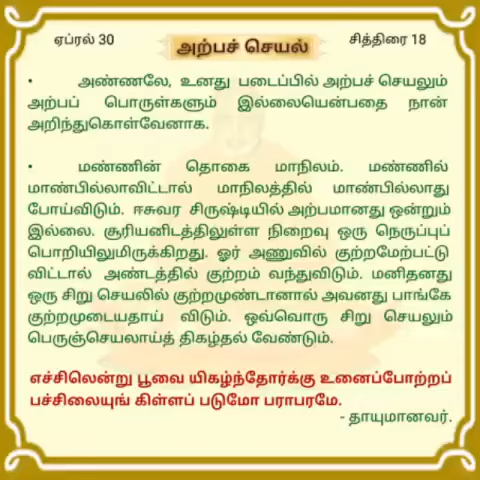 ஏப்ரல் 30
அற்பச் செயல்
சித்திரை 18
• அண்ணலே, உனது படைப்பில் அற்பச் செயலும்
அற்பப் பொருள்களும் இல்லையென்பதை நான்
அறிந்துகொள்வேனாக.
• மண்ணின் தொகை மாநிலம். மண்ணில்
மாண்பில்லாவிட்டால் மாநிலத்தில் மாண்பில்லாது
போய்விடும். ஈசுவர சிருஷ்டியில் அற்பமானது ஒன்றும்
இல்லை. சூரியனிடத்திலுள்ள நிறைவு ஒரு நெருப்புப்
பொறியிலுமிருக்கிறது. ஓர் அணுவில் குற்றமேற்பட்டு
விட்டால் அண்டத்தில் குற்றம் வந்துவிடும். மனிதனது
ஒரு சிறு செயலில் குற்றமுண்டானால் அவனது பாங்கே
குற்றமுடையதாய் விடும். ஒவ்வொரு சிறு செயலும்
பெருஞ்செயலாய்த் திகழ்தல் வேண்டும்.
எச்சிலென்று பூவை யிகழ்ந்தோர்க்கு உனைப்போற்றப்
பச்சிலையுங் கிள்ளப் படுமோ பராபரமே.
- தாயுமானவர்.